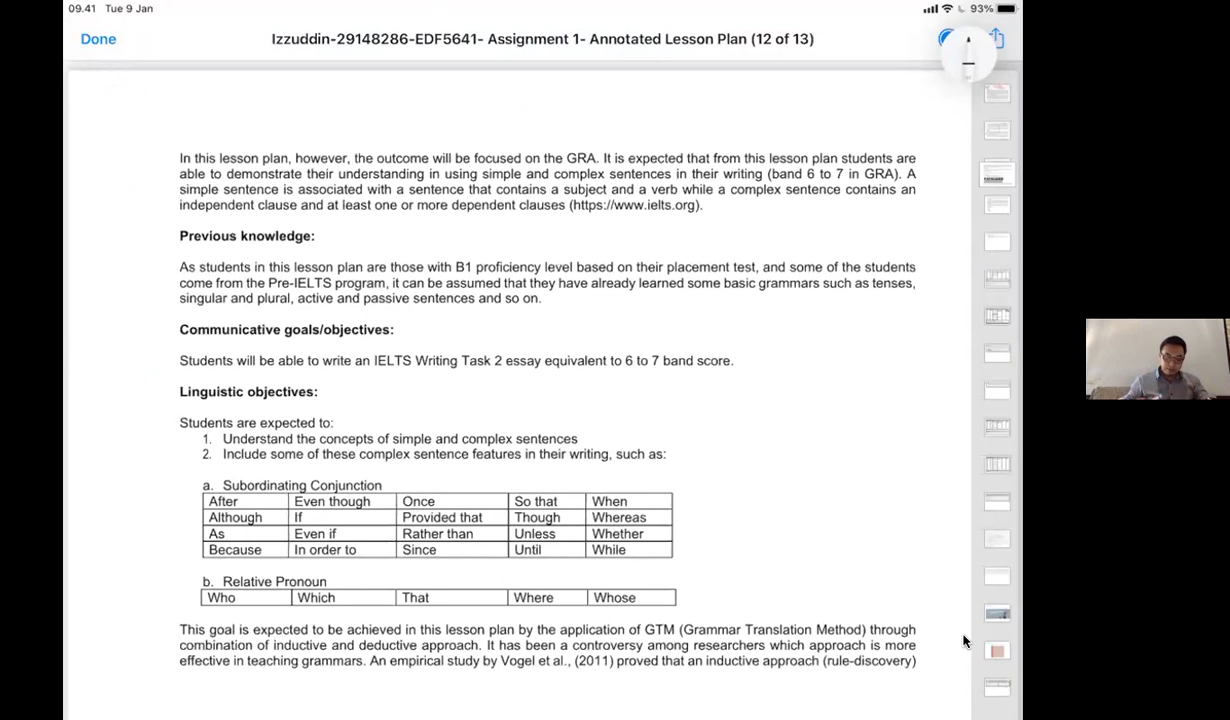 09.41 Tue 9 Jan
93%
Done
Izzuddin-29148286-EDF5641- Assignment 1- Annotated Lesson Plan (12 of 13)
In this lesson plan, however, the outcome will be focused on the GRA. It is expected that from this lesson plan students are
able to demonstrate their understanding in using simple and complex sentences in their writing (band 6 to 7 in GRA). A
simple sentence is associated with a sentence that contains a subject and a verb while a complex sentence contains an
independent clause and at least one or more dependent clauses (https://www.ielts.org).
Previous knowledge:
As students in this lesson plan are those with B1 proficiency level based on their placement test, and some of the students
come from the Pre-IELTS program, it can be assumed that they have already learned some basic grammars such as tenses,
singular and plural, active and passive sentences and so on.
Communicative goals/objectives:
Students will be able to write an IELTS Writing Task 2 essay equivalent to 6 to 7 band score.
Linguistic objectives:
Students are expected to:
1. Understand the concepts of simple and complex sentences
2. Include some of these complex sentence features in their writing, such as:
a. Subordinating Conjunction
After Even though Once So that When
Although If Provided that Though Whereas
As Even if Rather than Unless Whether
Because In order to Since Until While
b. Relative Pronoun
Who Which That Where Whose
This goal is expected to be achieved in this lesson plan by the application of GTM (Grammar Translation Method) through
combination of inductive and deductive approach. It has been a controversy among researchers which approach is more
effective in teaching grammars. An empirical study by Vogel et al., (2011) proved that an inductive approach (rule-discovery)